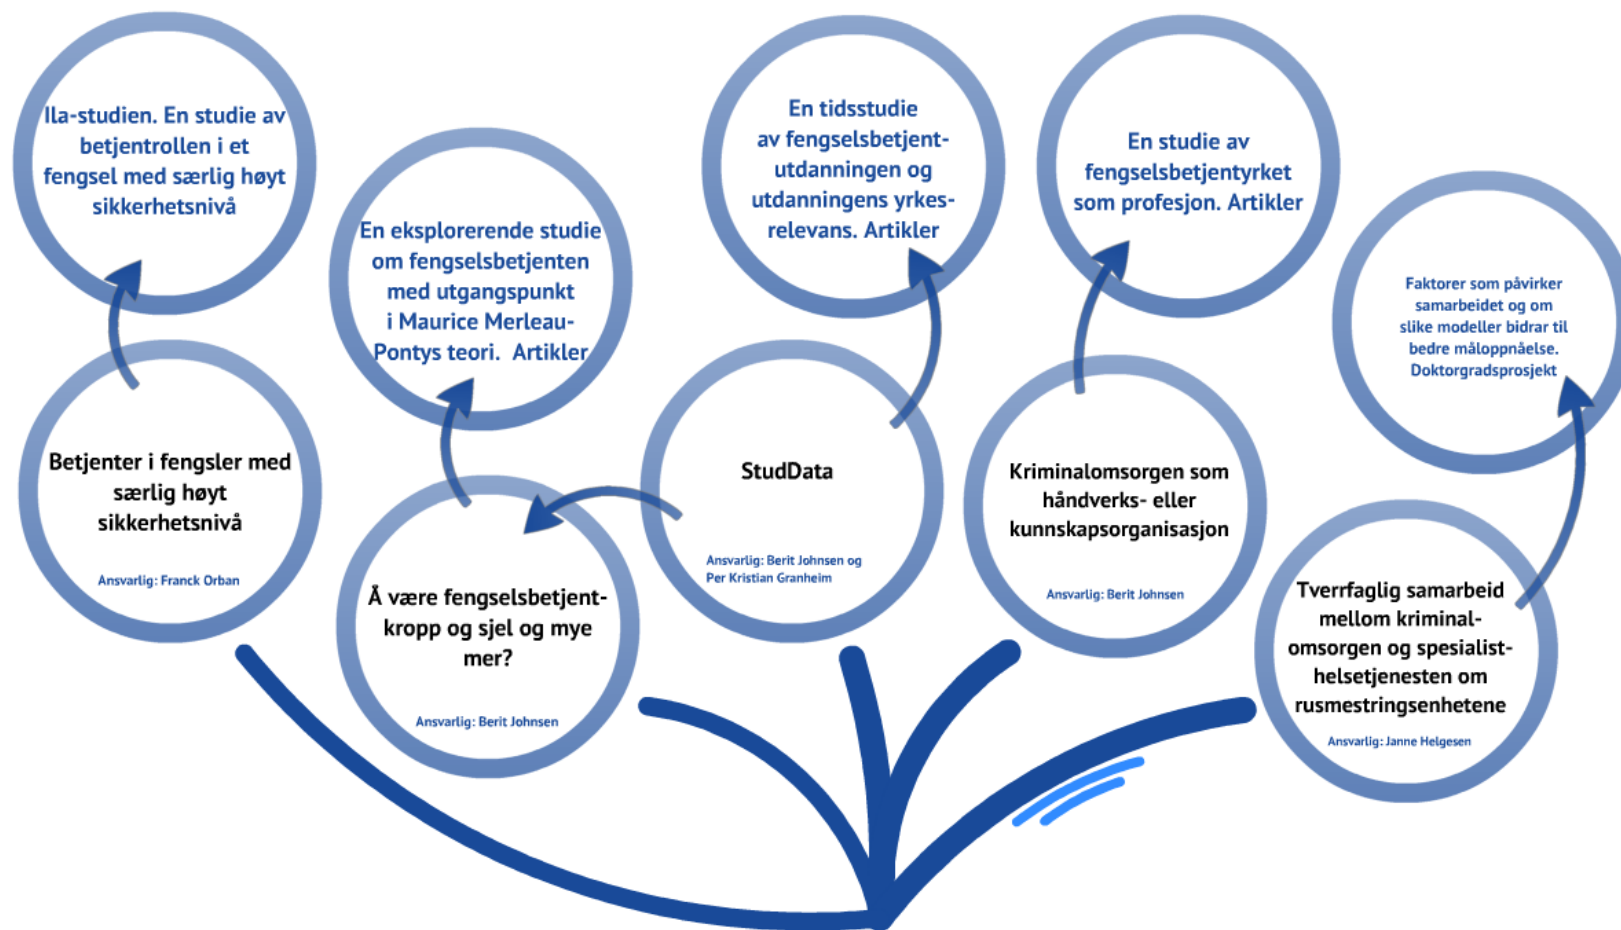 Ila-studien. En studie av
betjentrollen i et
fengsel med særlig høyt
sikkerhetsnivå
En eksplorerende studie
om fengselsbetjenten
med utgangspunkt
i Maurice Merleau-
Pontys teori. Artikler
En tidsstudie
av fengselsbetjent-
utdanningen og
utdanningens yrkes-
relevans. Artikler
En studie av
fengselsbetjentyrket
som profesjon. Artikler
Faktorer som påvirker
samarbeidet og om
slike modeller bidrar til
bedre måloppnåelse.
Doktorgradsprosjekt
Betjenter i fengsler med
særlig høyt
sikkerhetsnivå
Ansvarlig: Franck Orban
Å være fengselsbetjent-
kropp og sjel og mye
mer?
Ansvarlig: Berit Johnsen
StudData
Ansvarlig: Berit Johnsen og
Per Kristian Granheim
Kriminalomsorgen som
håndverks- eller
kunnskapsorganisasjon
Ansvarlig: Berit Johnsen
Tverrfaglig samarbeid
mellom kriminal-
omsorgen og spesialist-
helsetjenesten om
rusmestringsenhetene
Ansvarlig: Janne Helgesen